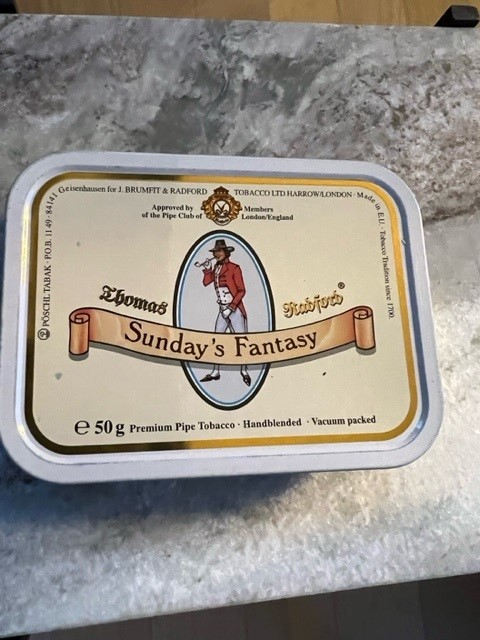 PÖSCHL TABAK · P.O.B. 1149 · 84141 Geisenhausen for J. BRUMFIT & RADFORD TOBACCO LTD HARROW/LONDON · Made in E.U. · Tobacco Tradition since 1700.
Approved by Members
of the Pipe Club of London/England
Thomas Radford®
Sunday's Fantasy
℮ 50 g Premium Pipe Tobacco · Handblended · Vacuum packed